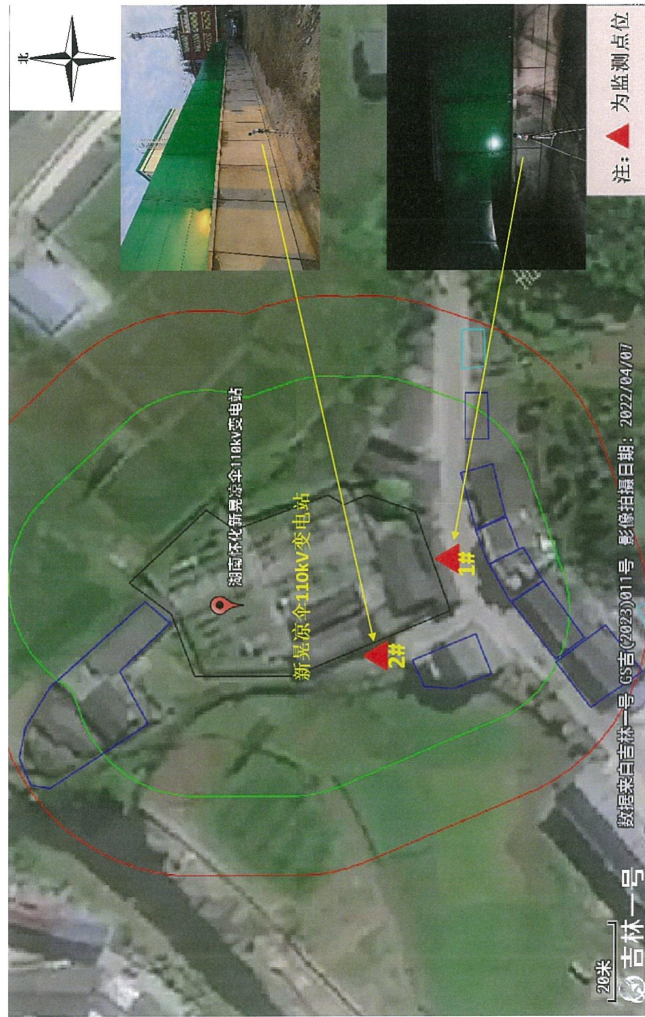 北
湖南怀化新晃凉伞110kV变电站
新晃凉伞110kV变电站
2#
1#
注：▲ 为监测点位
20米
吉林一号
数据来自吉林一号 GS吉(2023)011号 影像拍摄日期: 2022/04/07